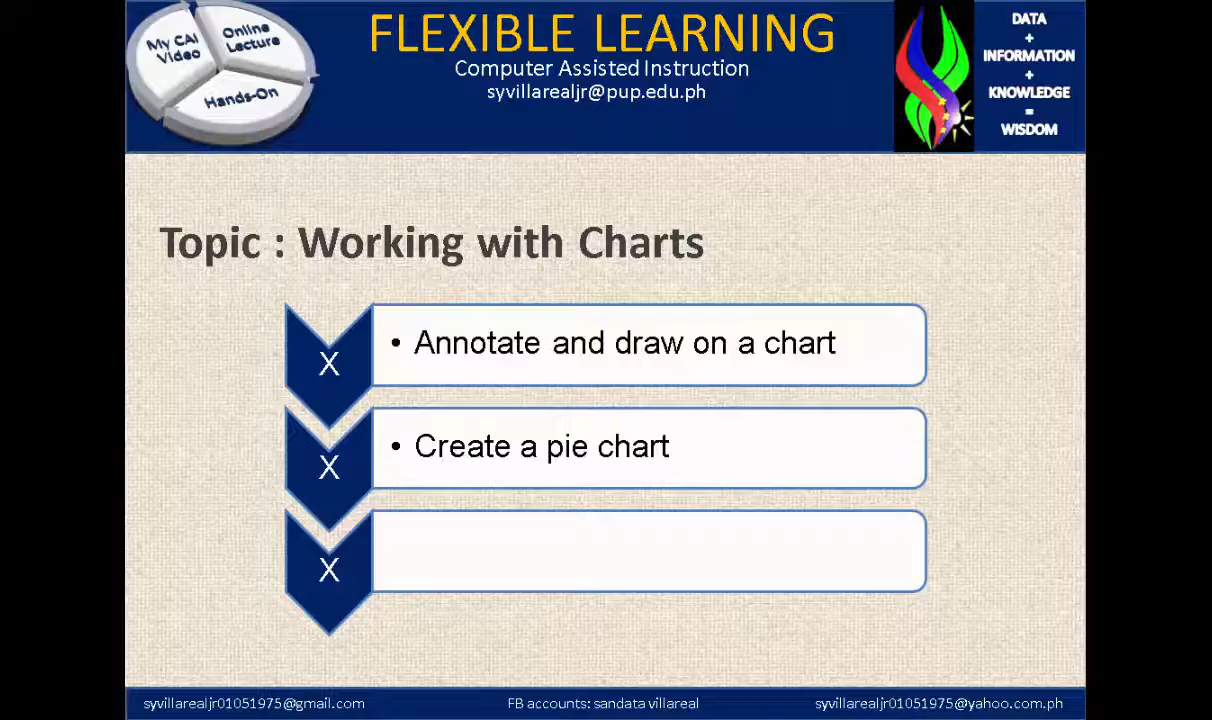 My CAI
Video
Online
Lecture
Hands-On
FLEXIBLE LEARNING
Computer Assisted Instruction
syvillarealjr@pup.edu.ph
DATA
+
INFORMATION
+
KNOWLEDGE
=
WISDOM
Topic : Working with Charts
X
• Annotate and draw on a chart
X
• Create a pie chart
X
syvillarealjr01051975@gmail.com
FB accounts: sandata villareal
syvillarealjr01051975@yahoo.com.ph